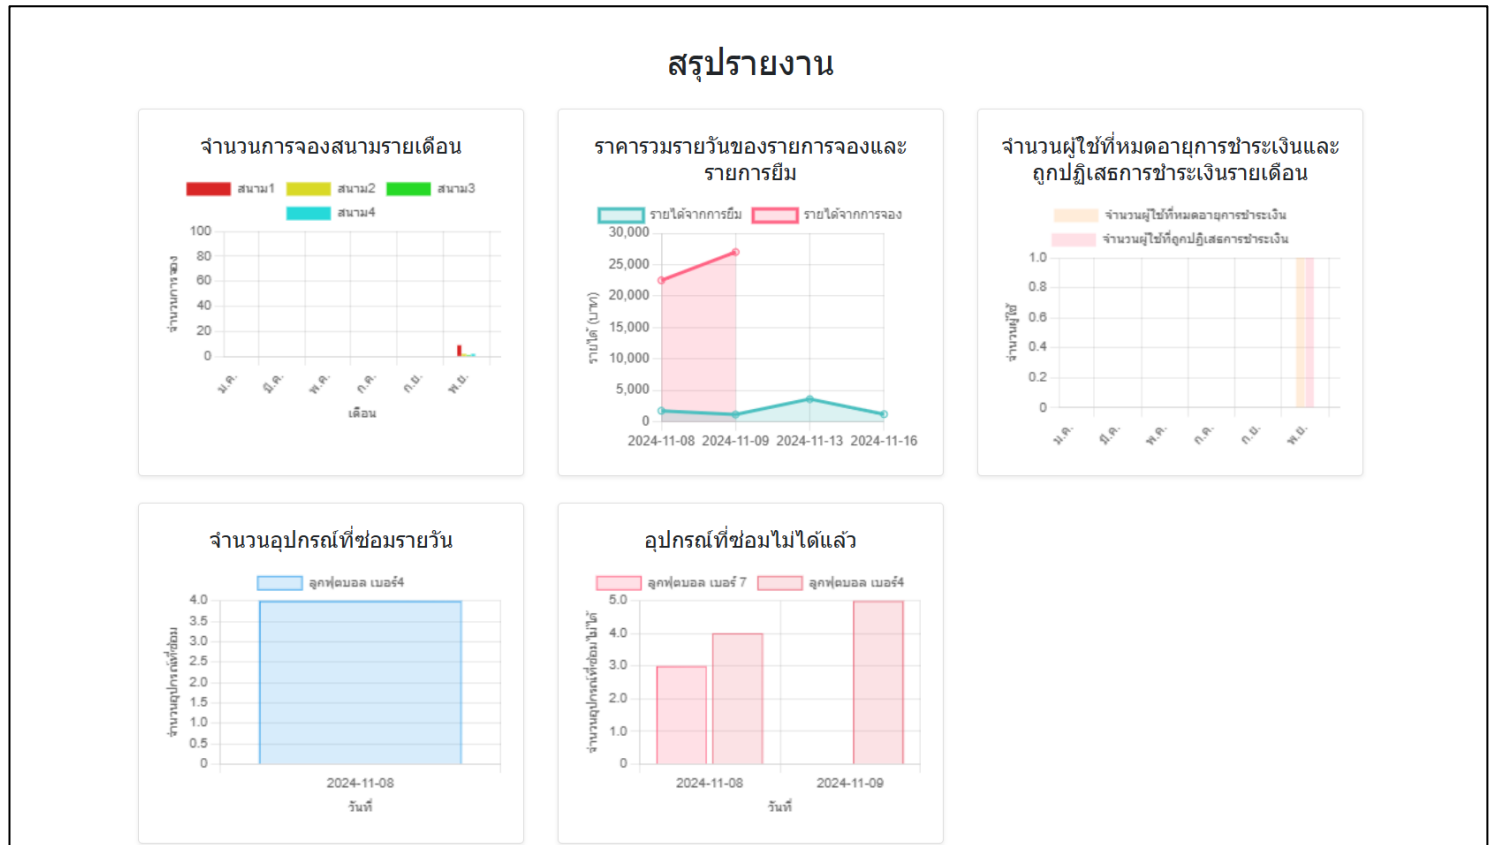 สรุปรายงาน
จำนวนการจองสนามรายเดือน
สนาม1 สนาม2 สนาม3
สนาม4
100
80
60
40
20
0
จำนวนการจอง
ม.ค. มี.ค. พ.ค. ก.ค. ก.ย. พ.ย.
เดือน
ราคารวมรายวันของรายการจองและ
รายการยืม
รายได้จากการยืม รายได้จากการจอง
30,000
25,000
20,000
15,000
10,000
5,000
0
รายได้ (บาท)
2024-11-08 2024-11-09 2024-11-13 2024-11-16
จำนวนผู้ใช้ที่หมดอายุการชำระเงินและ
ถูกปฏิเสธการชำระเงินรายเดือน
จำนวนผู้ใช้ที่หมดอายุการชำระเงิน
จำนวนผู้ใช้ที่ถูกปฏิเสธการชำระเงิน
1.0
0.8
0.6
0.4
0.2
0
จำนวนผู้ใช้
ม.ค. มี.ค. พ.ค. ก.ค. ก.ย. พ.ย.
จำนวนอุปกรณ์ที่ซ่อมรายวัน
ลูกฟุตบอล เบอร์4
4.0
3.5
3.0
2.5
2.0
1.5
1.0
0.5
0
จำนวนอุปกรณ์ที่ซ่อม
2024-11-08
วันที่
อุปกรณ์ที่ซ่อมไม่ได้แล้ว
ลูกฟุตบอล เบอร์ 7 ลูกฟุตบอล เบอร์4
5.0
4.0
3.0
2.0
1.0
0
จำนวนอุปกรณ์ที่ซ่อมไม่ได้
2024-11-08 2024-11-09
วันที่